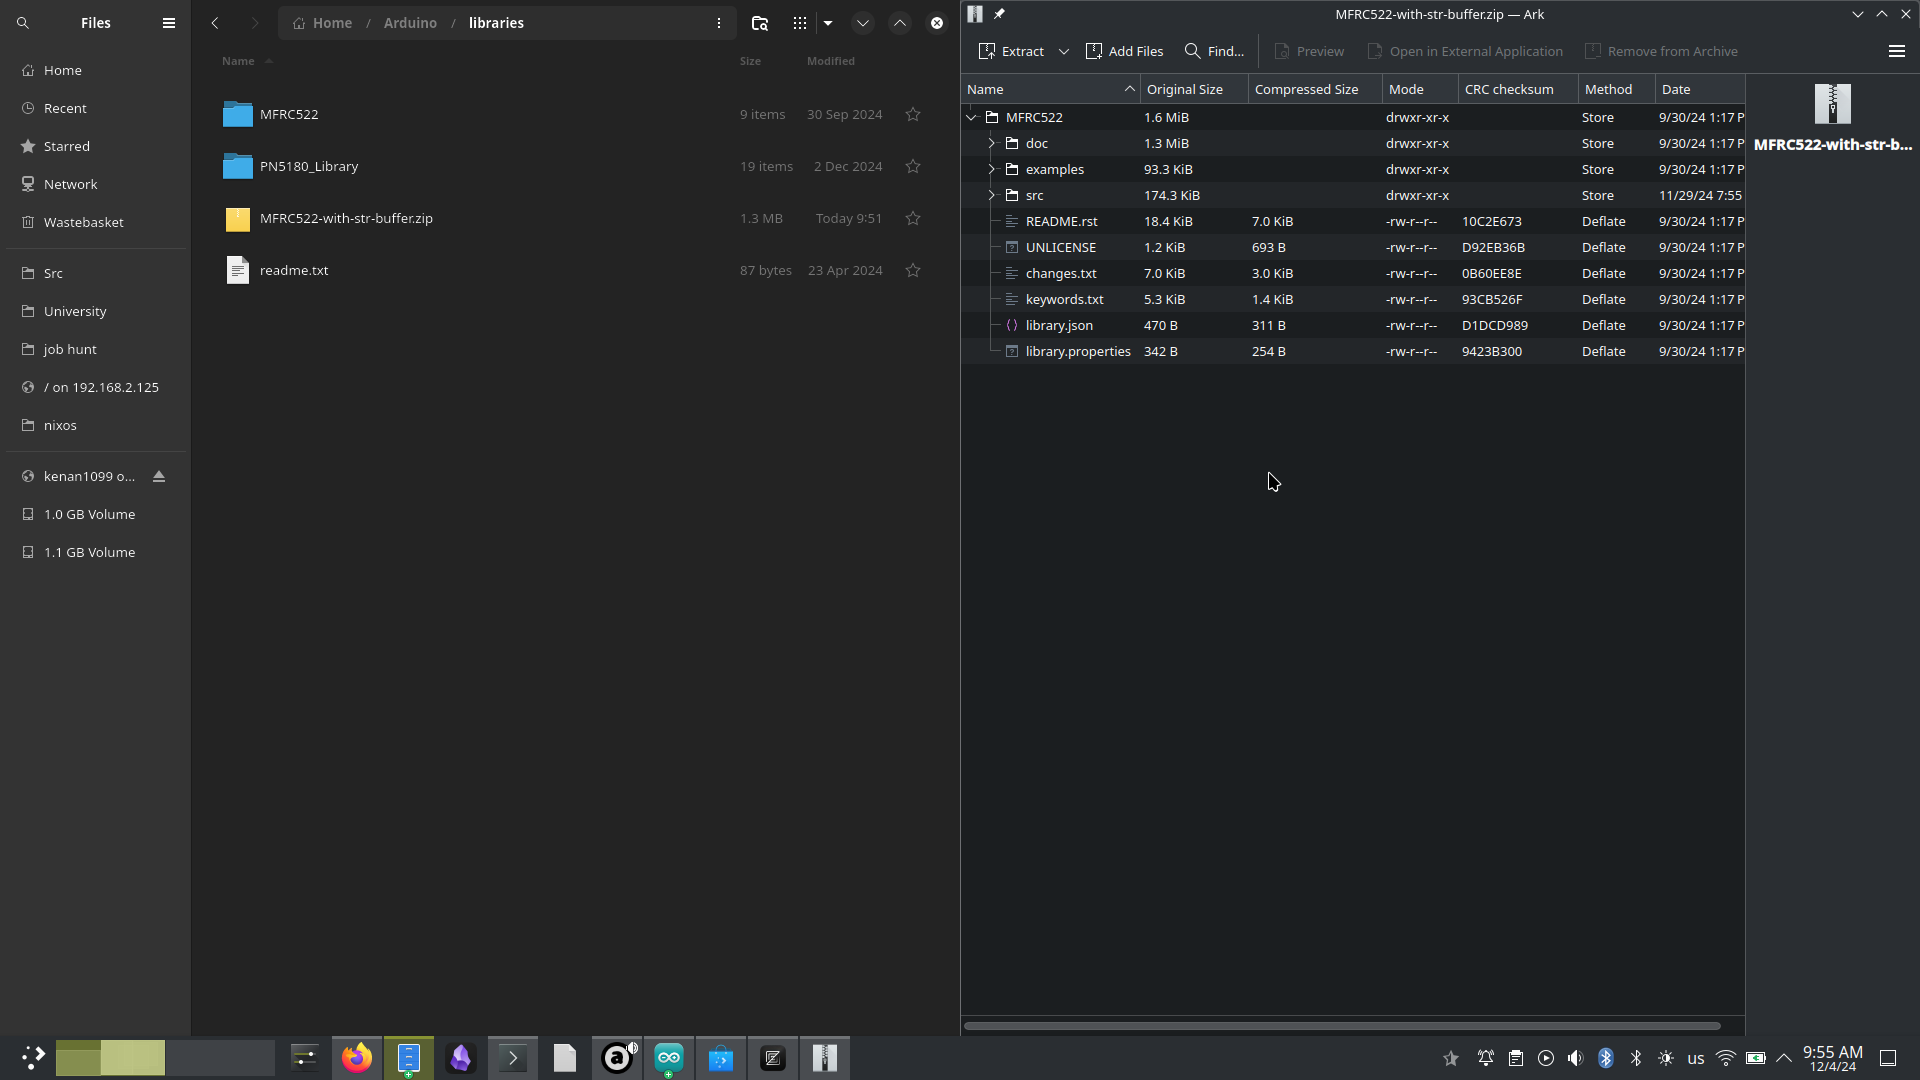 Files
Home / Arduino / libraries
Home
Recent
Starred
Network
Wastebasket
Src
University
job hunt
/ on 192.168.2.125
nixos
kenan1099 o...
1.0 GB Volume
1.1 GB Volume
Name Size Modified
MFRC522 9 items 30 Sep 2024
PN5180_Library 19 items 2 Dec 2024
MFRC522-with-str-buffer.zip 1.3 MB Today 9:51
readme.txt 87 bytes 23 Apr 2024
MFRC522-with-str-buffer.zip — Ark
Extract Add Files Find... Preview Open in External Application Remove from Archive
Name Original Size Compressed Size Mode CRC checksum Method Date
MFRC522 1.6 MiB drwxr-xr-x Store 9/30/24 1:17 P
doc 1.3 MiB drwxr-xr-x Store 9/30/24 1:17 P
examples 93.3 KiB drwxr-xr-x Store 9/30/24 1:17 P
src 174.3 KiB drwxr-xr-x Store 11/29/24 7:55
README.rst 18.4 KiB 7.0 KiB -rw-r--r-- 10C2E673 Deflate 9/30/24 1:17 P
UNLICENSE 1.2 KiB 693 B -rw-r--r-- D92EB36B Deflate 9/30/24 1:17 P
changes.txt 7.0 KiB 3.0 KiB -rw-r--r-- 0B60EE8E Deflate 9/30/24 1:17 P
keywords.txt 5.3 KiB 1.4 KiB -rw-r--r-- 93CB526F Deflate 9/30/24 1:17 P
library.json 470 B 311 B -rw-r--r-- D1DCD989 Deflate 9/30/24 1:17 P
library.properties 342 B 254 B -rw-r--r-- 9423B300 Deflate 9/30/24 1:17 P
MFRC522-with-str-b...
us
9:55 AM
12/4/24